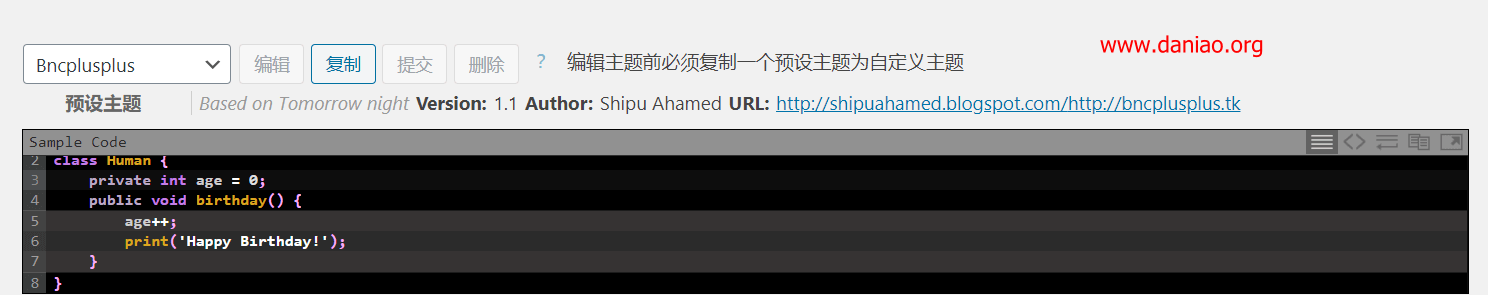 www.daniao.org
Bncplusplus 编辑 复制 提交 删除 ? 编辑主题前必须复制一个预设主题为自定义主题
预设主题 Based on Tomorrow night Version: 1.1 Author: Shipu Ahamed URL: http://shipuahamed.blogspot.com/http://bncplusplus.tk
Sample Code
2 class Human {
3     private int age = 0;
4     public void birthday() {
5         age++;
6         print('Happy Birthday!');
7     }
8 }